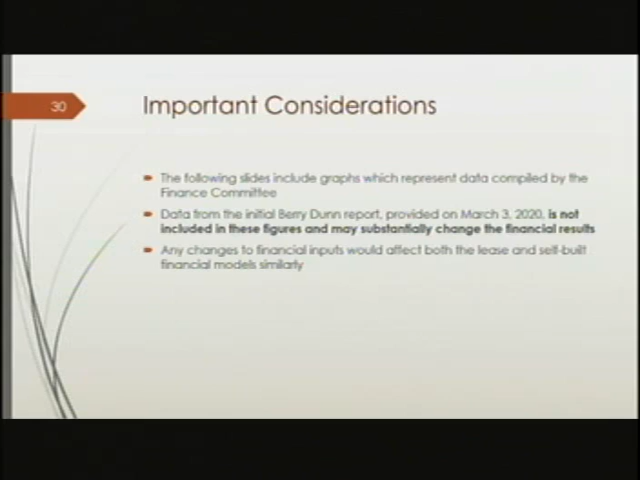 30
Important Considerations
The following slides include graphs which represent data compiled by the
Finance Committee
Data from the initial Berry Dunn report, provided on March 3, 2020, is not
included in these figures and may substantially change the financial results
Any changes to financial inputs would affect both the lease and self-built
financial models similarly